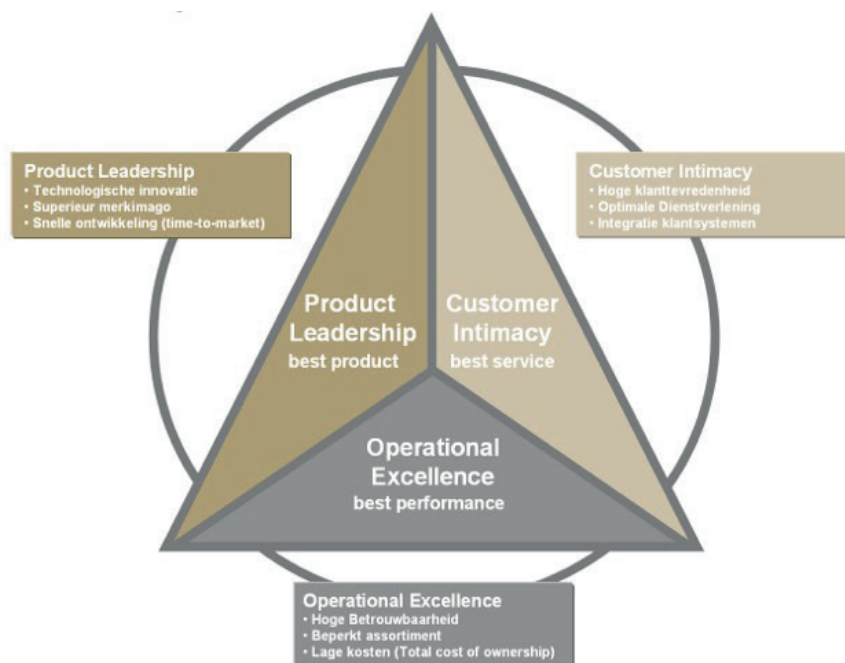 Product Leadership
• Technologische innovatie
• Superieur merkimago
• Snelle ontwikkeling (time-to-market)
Customer Intimacy
• Hoge klanttevredenheid
• Optimale Dienstverlening
• Integratie klantsystemen
Product
Leadership
best product
Customer
Intimacy
best service
Operational
Excellence
best performance
Operational Excellence
• Hoge Betrouwbaarheid
• Beperkt assortiment
• Lage kosten (Total cost of ownership)